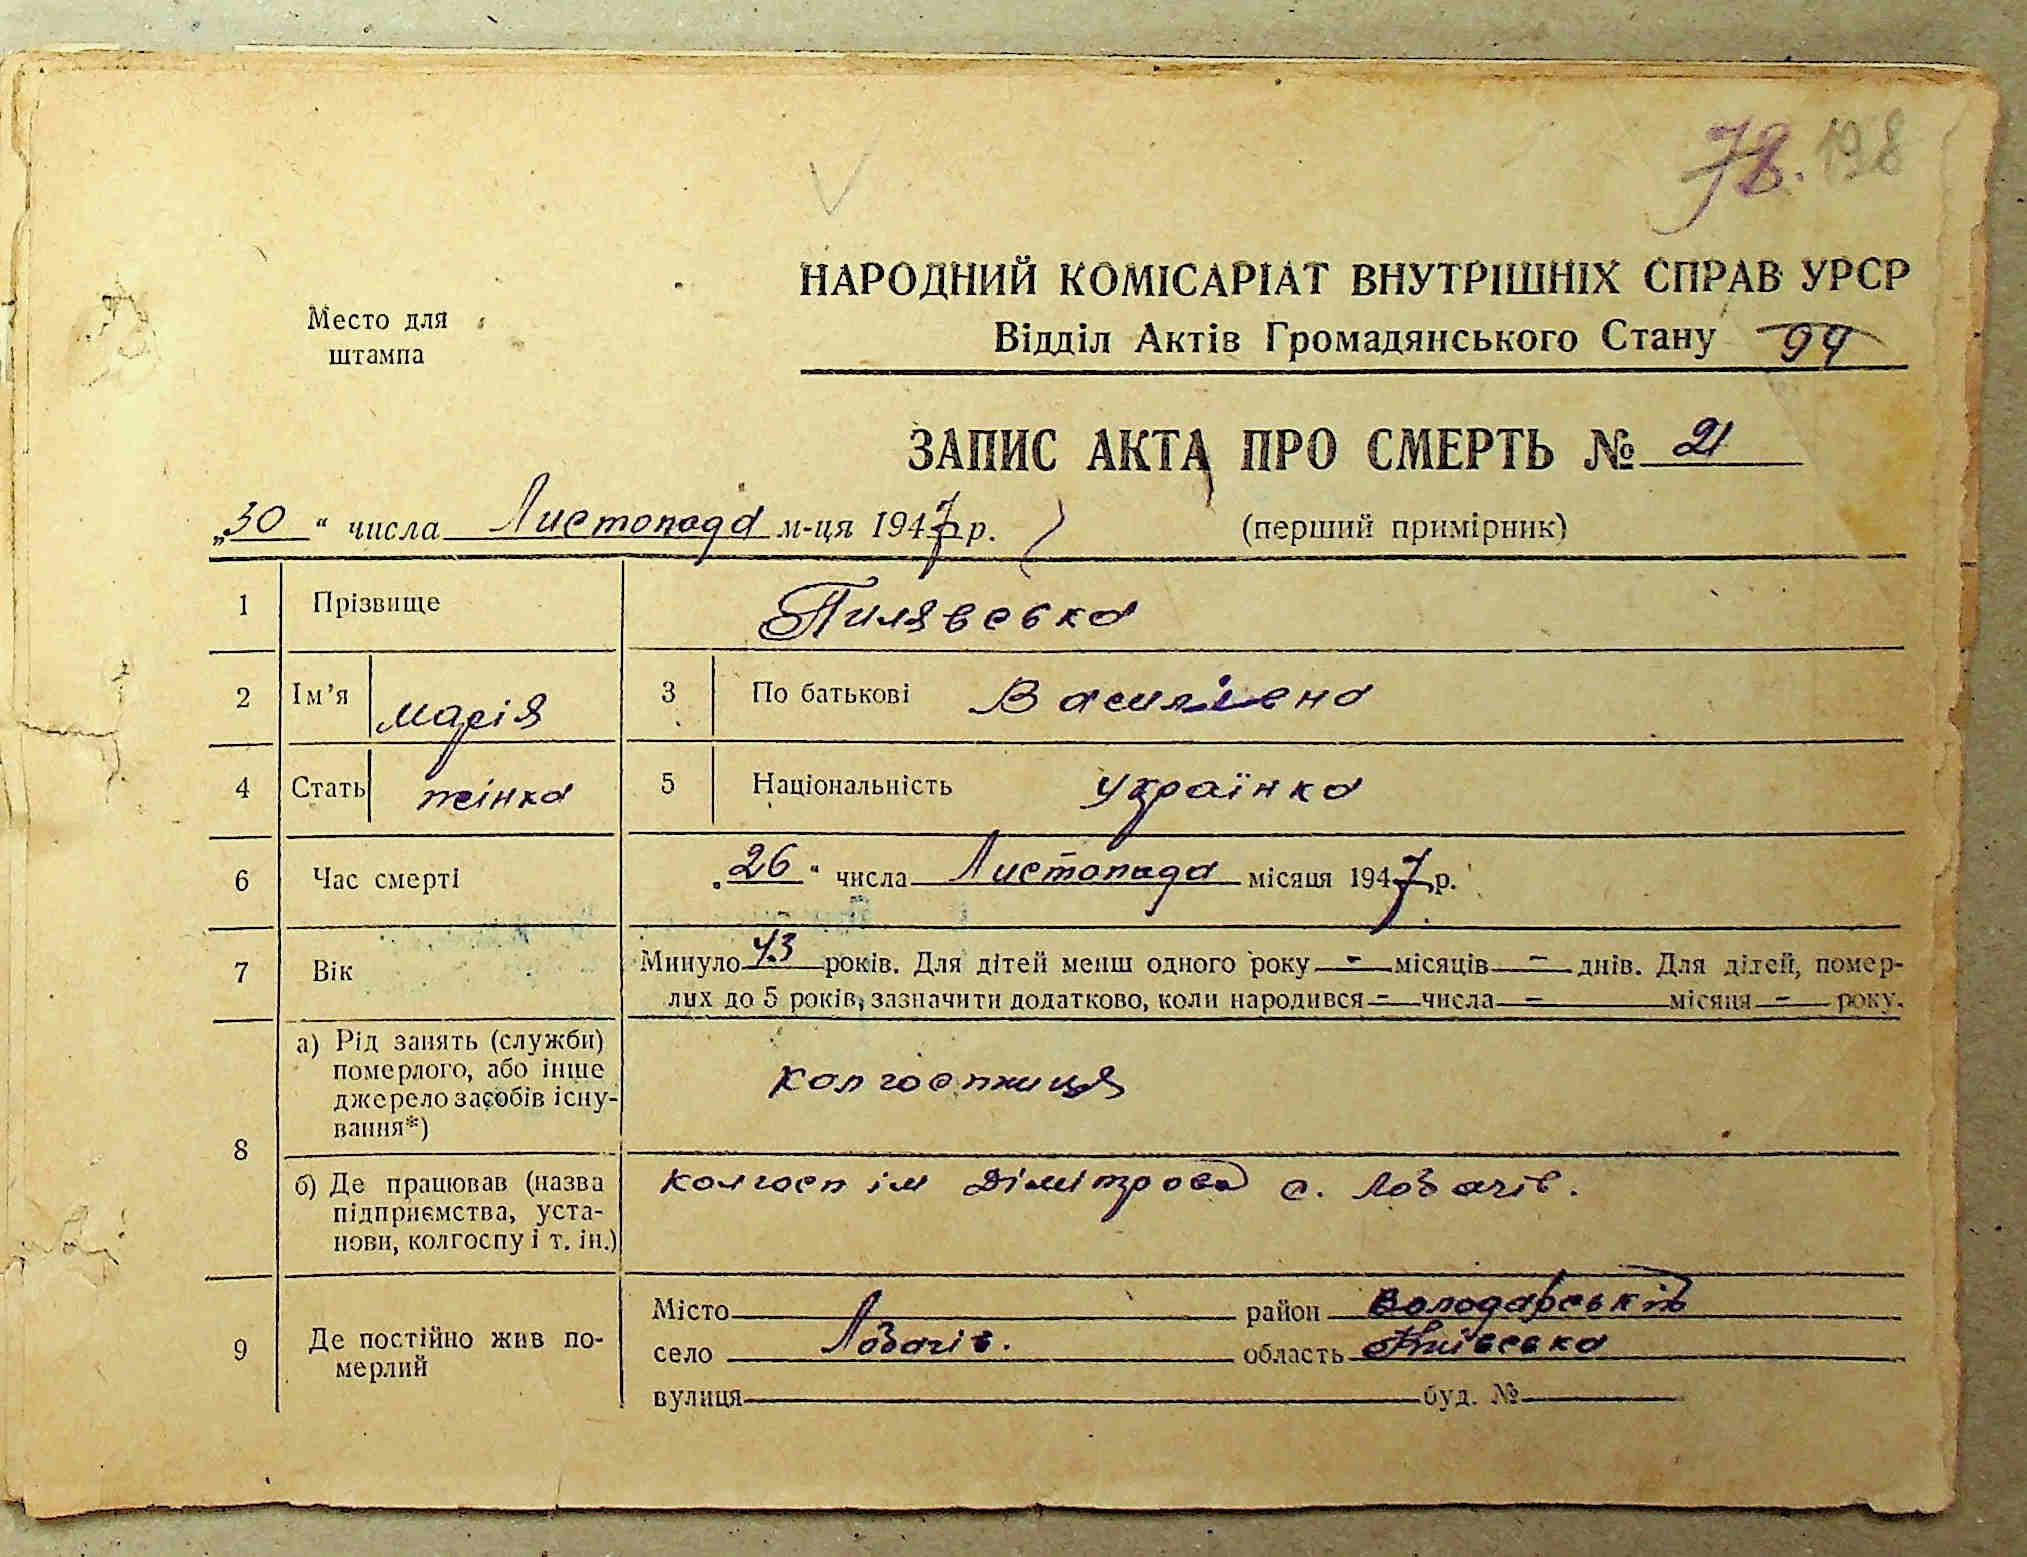 78. 198
НАРОДНИЙ КОМІСАРІАТ ВНУТРІШНІХ СПРАВ УРСР
Место для штампа
Відділ Актів Громадянського Стану 94
ЗАПИС АКТА ПРО СМЕРТЬ № 21
„30“ числа Листопада м-ця 1947 р. (перший примірник)
1 Прізвище Пилявська
2 Ім’я Марія 3 По батькові Василівна
4 Стать жінка 5 Національність українка
6 Час смерті „26“ числа Листопада місяця 1947 р.
7 Вік Минуло 43 років. Для дітей менш одного року - місяців - днів. Для дітей, помер-
лих до 5 років, зазначити додатково, коли народився - числа - місяця - року.
8 а) Рід занять (служби)
померлого, або інше
джерело засобів існу-
вання*)
колгоспниця
б) Де працював (назва
підприємства, уста-
нови, колгоспу і т. ін.)
колгосп ім Дімітрова с. Лобачів.
9 Де постійно жив по-
мерлий
Місто район Володарський
село Лобачів. область Київська
вулиця буд. №